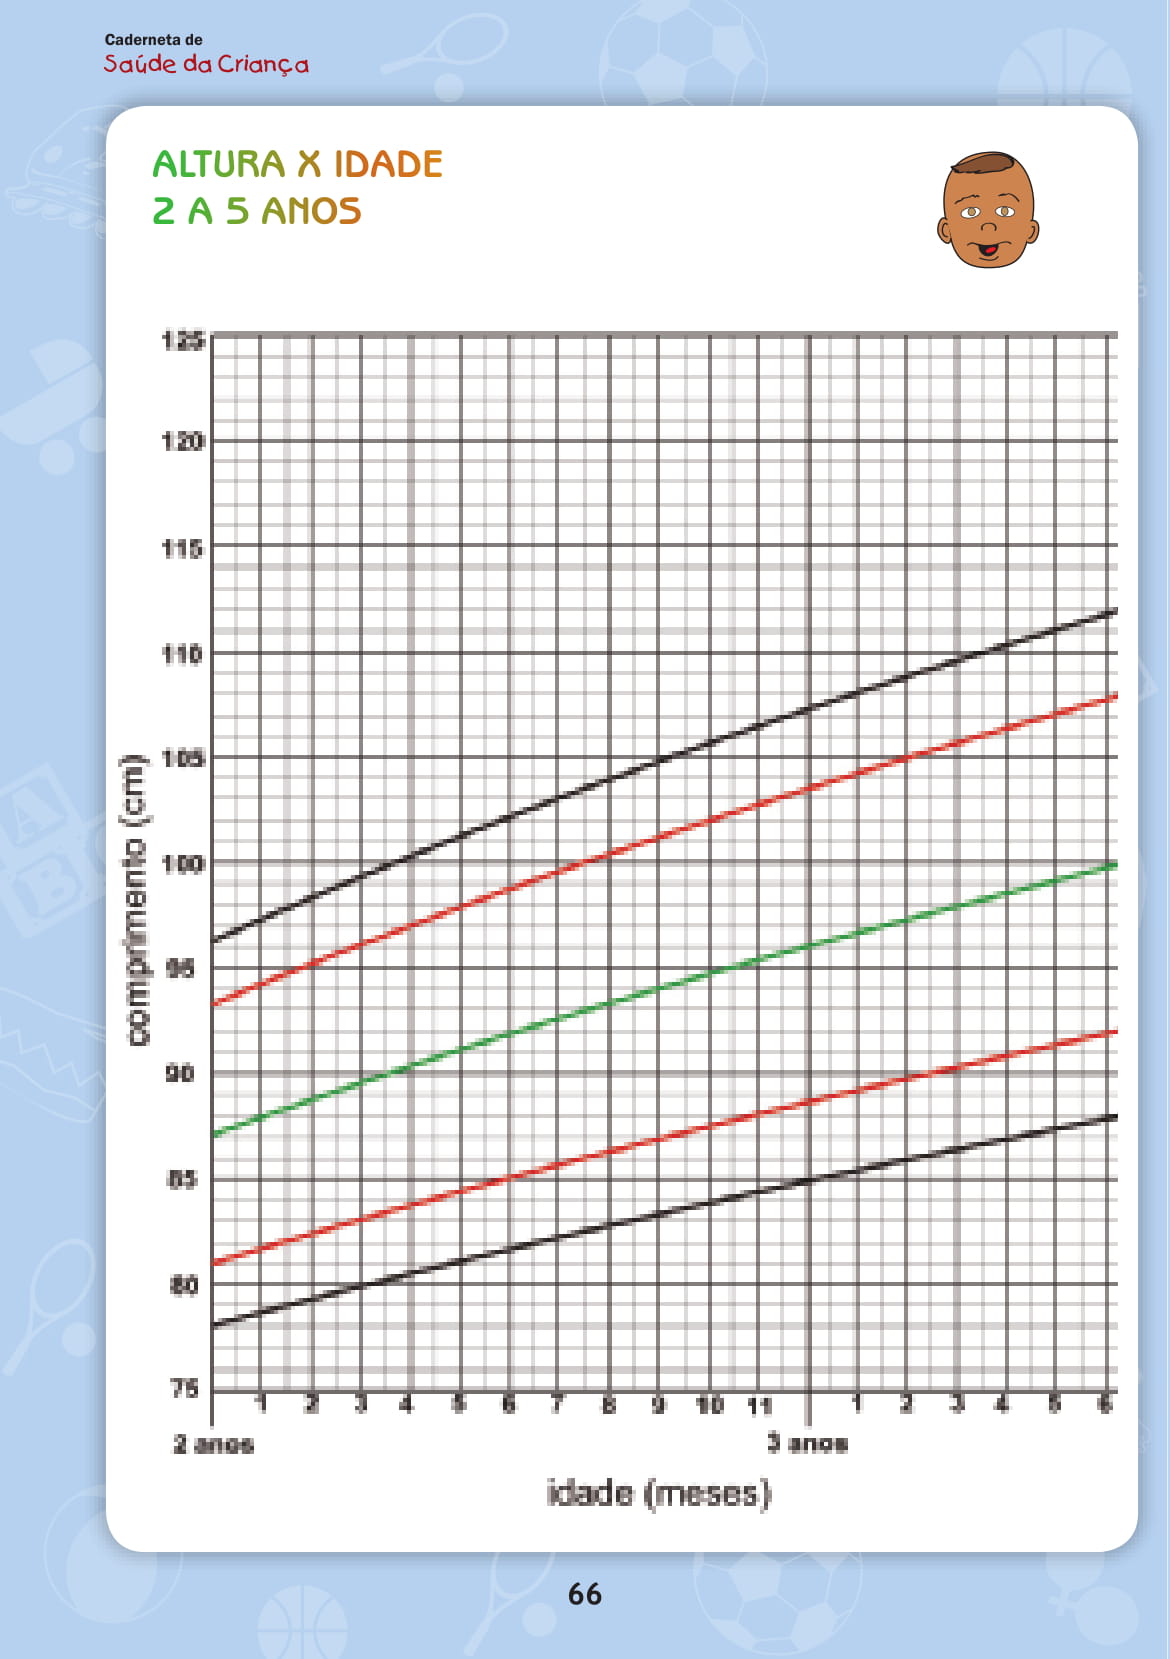 Caderneta de
Saúde da Criança
ALTURA X IDADE
2 A 5 ANOS
125
120
115
110
105
100
95
90
85
80
75
comprimento (cm)
1 2 3 4 5 6 7 8 9 10 11 1 2 3 4 5 6
2 anos 3 anos
idade (meses)
66